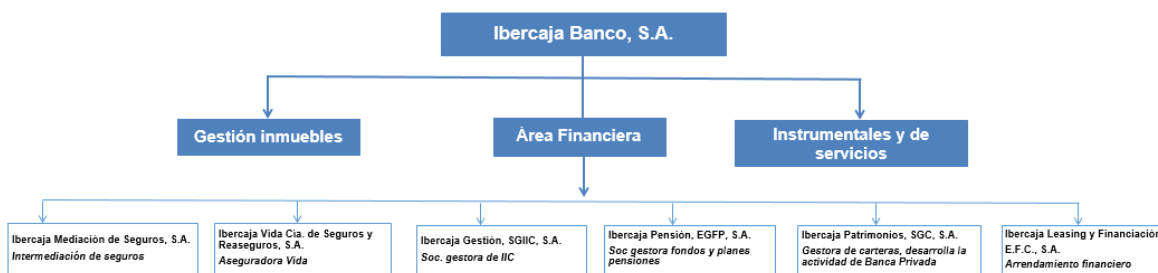 Ibercaja Banco, S.A.
Gestión inmuebles
Área Financiera
Instrumentales y de
servicios
Ibercaja Mediación de Seguros, S.A.
Intermediación de seguros
Ibercaja Vida Cia. de Seguros y
Reaseguros, S.A.
Aseguradora Vida
Ibercaja Gestión, SGIIC, S.A.
Soc. gestora de IIC
Ibercaja Pensión, EGFP, S.A.
Soc gestora fondos y planes
pensiones
Ibercaja Patrimonios, SGC, S.A.
Gestora de carteras, desarrolla la
actividad de Banca Privada
Ibercaja Leasing y Financiación
E.F.C., S.A.
Arrendamiento financiero